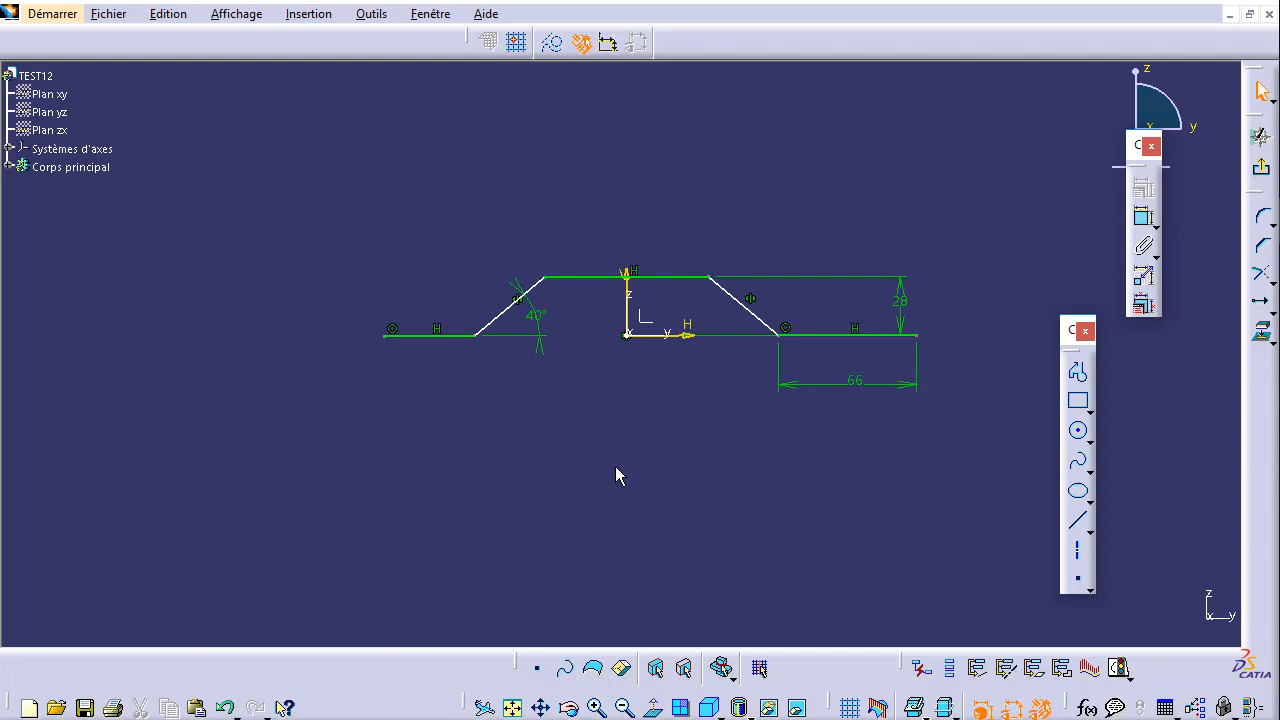 Démarrer Fichier Edition Affichage Insertion Outils Fenêtre Aide
TEST12
Plan xy
Plan yz
Plan zx
Systèmes d'axes
Corps principal
z
x
y
C
V
H
z
28
40°
H
H
H
x
y
66
C
z
x
y
f(x)
CATIA